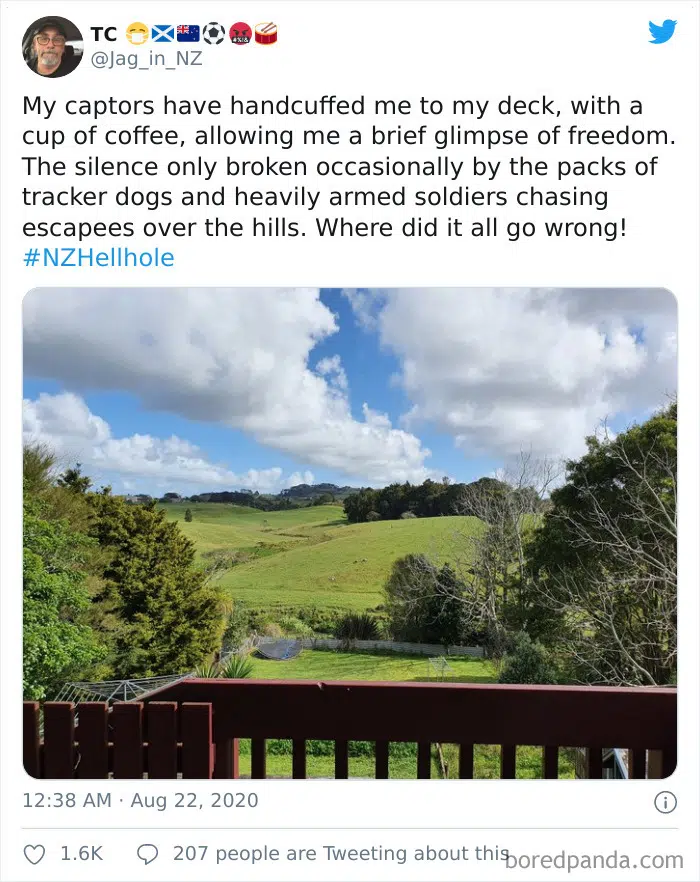 TC 😷🏴󠁧󠁢󠁳󠁣󠁴󠁿🇳🇿⚽🤬🥁
@Jag_in_NZ
My captors have handcuffed me to my deck, with a
cup of coffee, allowing me a brief glimpse of freedom.
The silence only broken occasionally by the packs of
tracker dogs and heavily armed soldiers chasing
escapees over the hills. Where did it all go wrong!
#NZHellhole
12:38 AM · Aug 22, 2020
1.6K 207 people are Tweeting about this
boredpanda.com